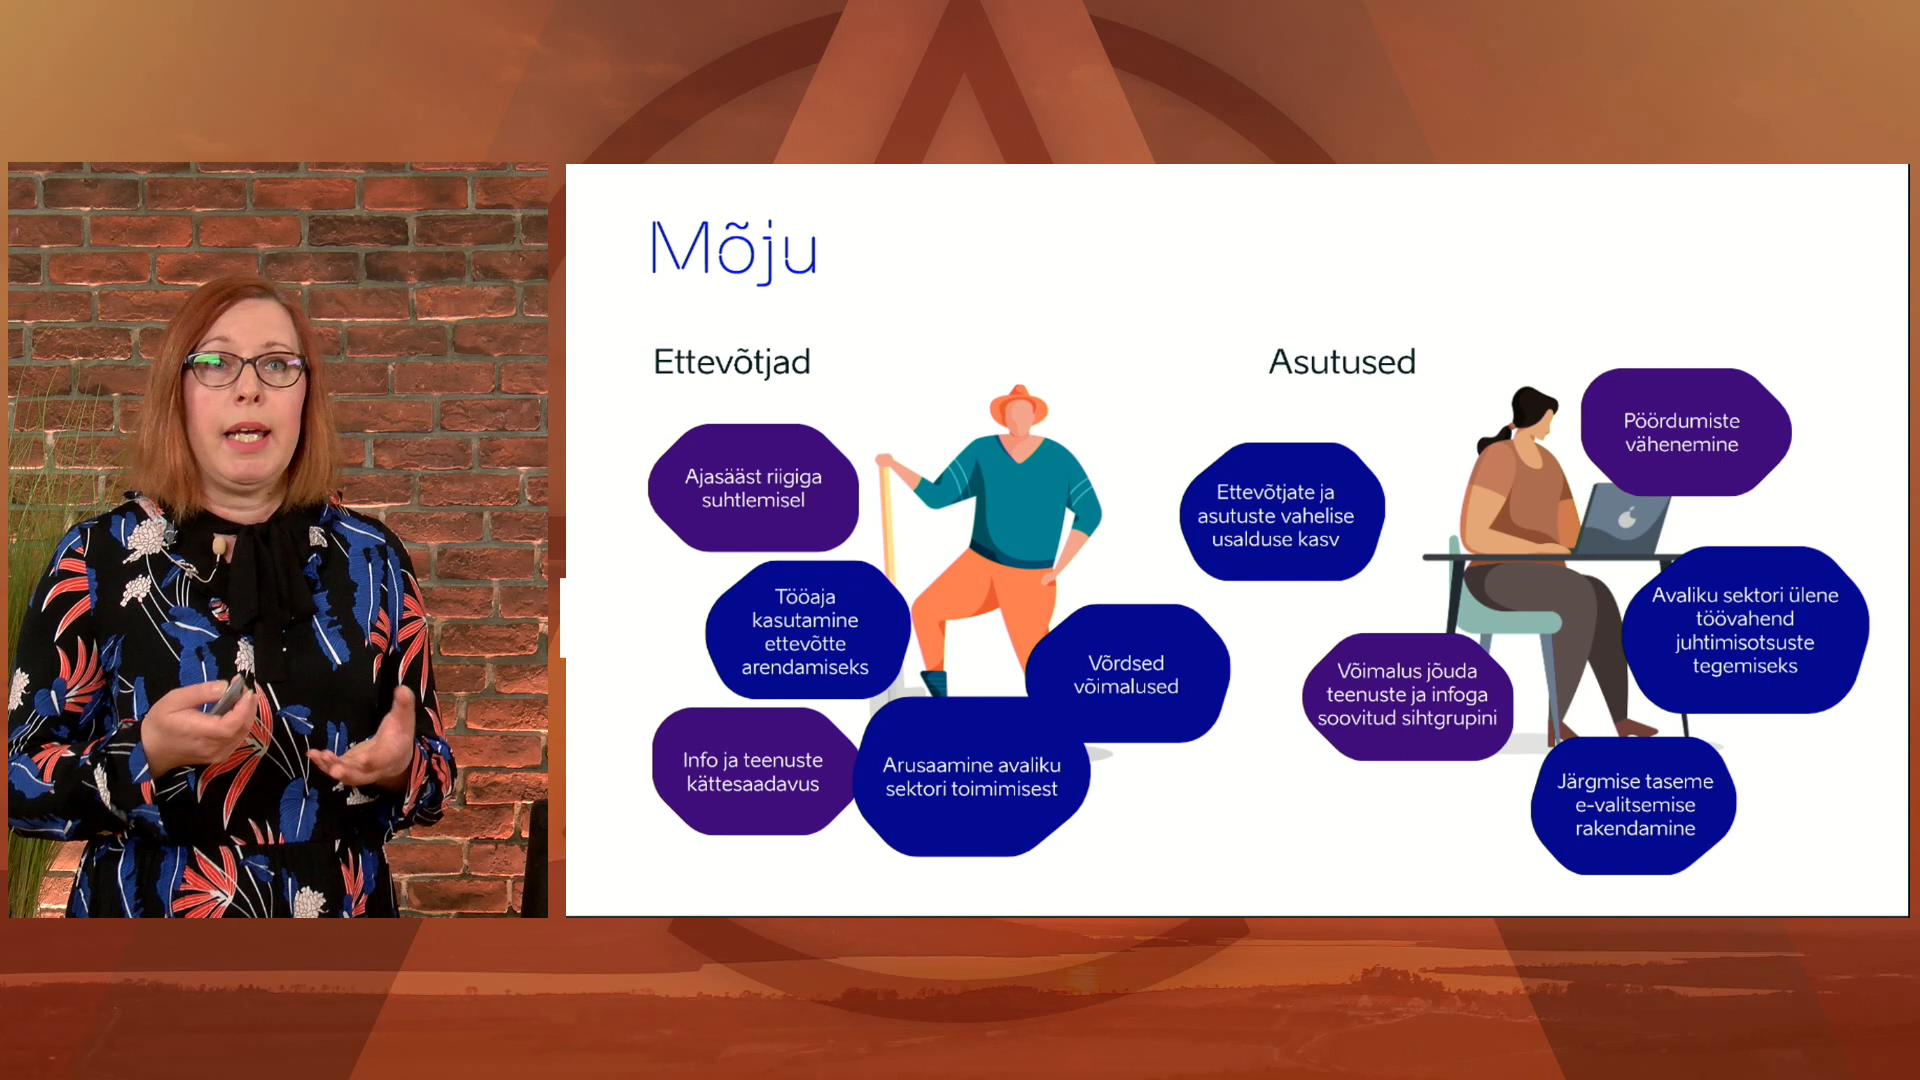 Mõju
Ettevõtjad
Ajasääst riigiga
suhtlemisel
Tööaja
kasutamine
ettevõtte
arendamiseks
Info ja teenuste
kättesaadavus
Arusaamine avaliku
sektori toimimisest
Võrdsed
võimalused
Asutused
Ettevõtjate ja
asutuste vahelise
usalduse kasv
Pöördumiste
vähenemine
Avaliku sektori ülene
töövahend
juhtimisotsuste
tegemiseks
Võimalus jõuda
teenuste ja infoga
soovitud sihtgrupini
Järgmise taseme
e-valitsemise
rakendamine